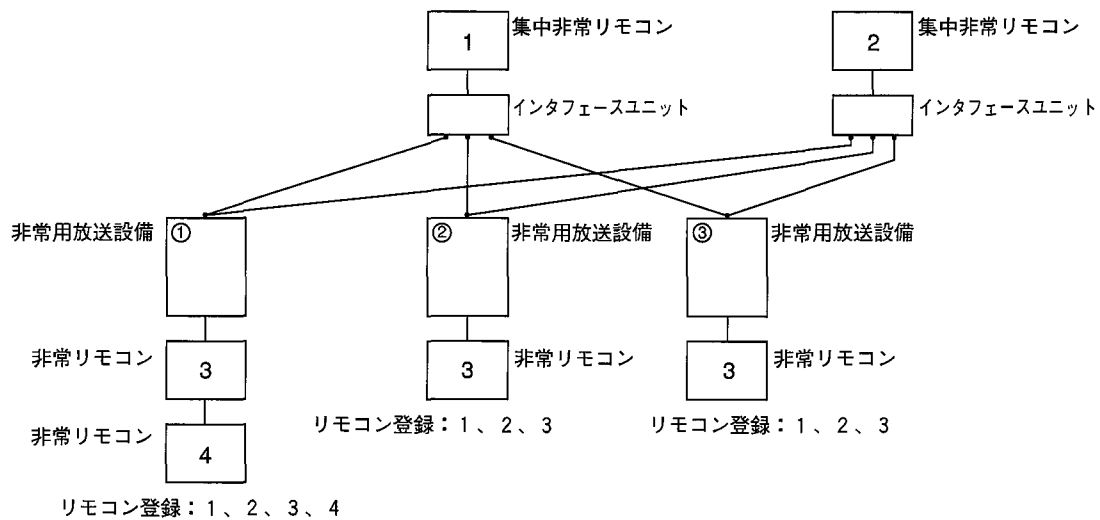 1
集中非常リモコン
2
集中非常リモコン
インタフェースユニット
インタフェースユニット
非常用放送設備
①
②
非常用放送設備
③
非常用放送設備
非常リモコン
3
3
非常リモコン
3
非常リモコン
リモコン登録：1、2、3
リモコン登録：1、2、3
非常リモコン
4
リモコン登録：1、2、3、4